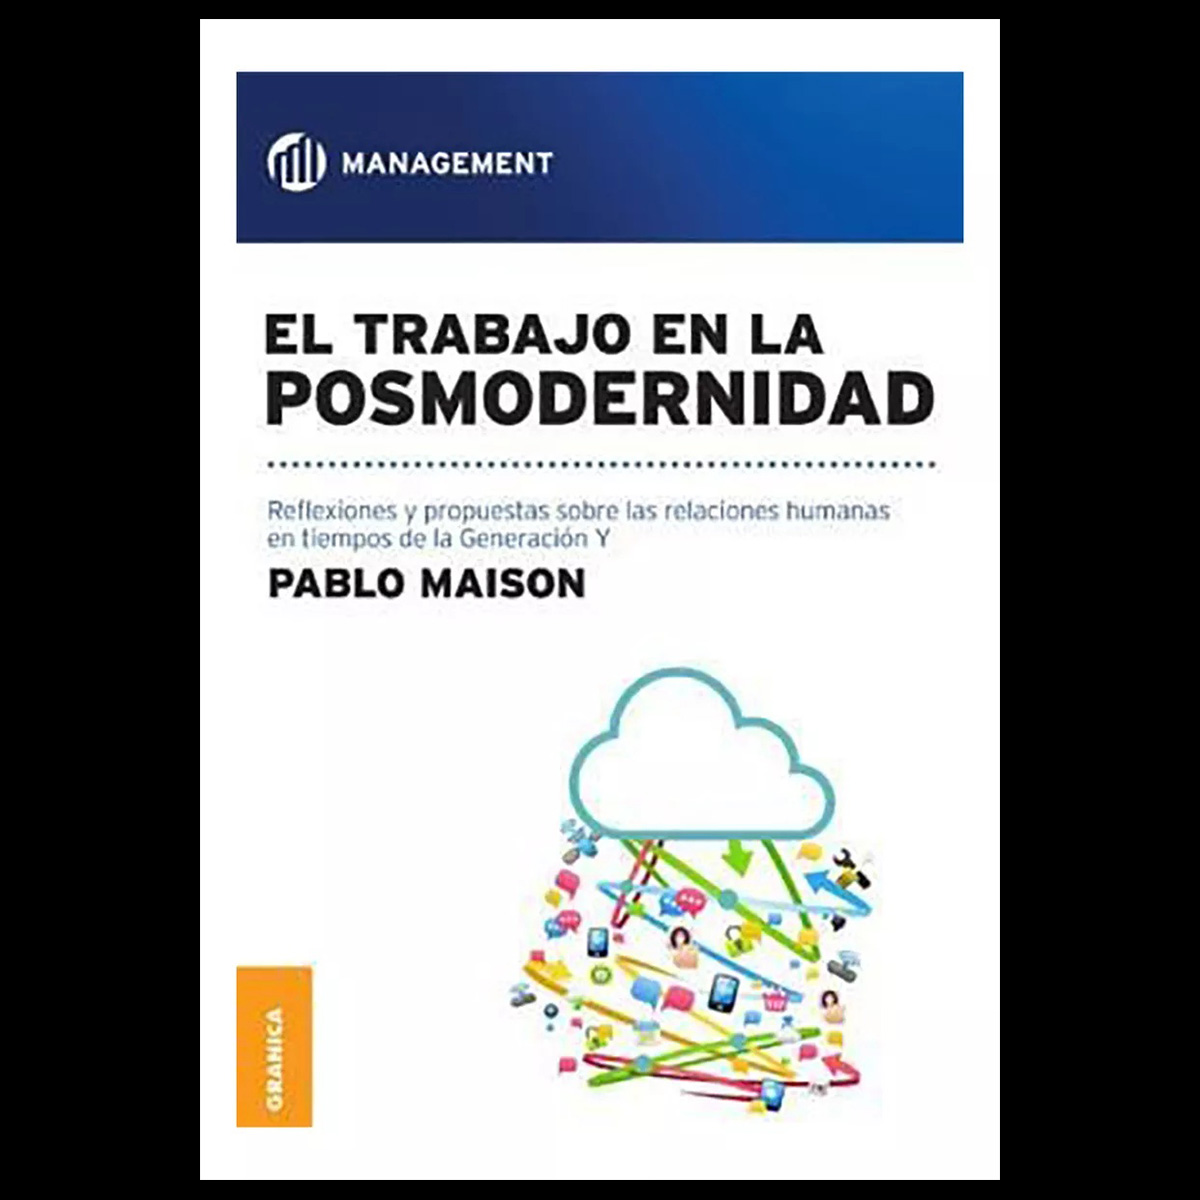 MANAGEMENT
EL TRABAJO EN LA
POSMODERNIDAD
Reflexiones y propuestas sobre las relaciones humanas
en tiempos de la Generación Y
PABLO MAISON
GRANICA